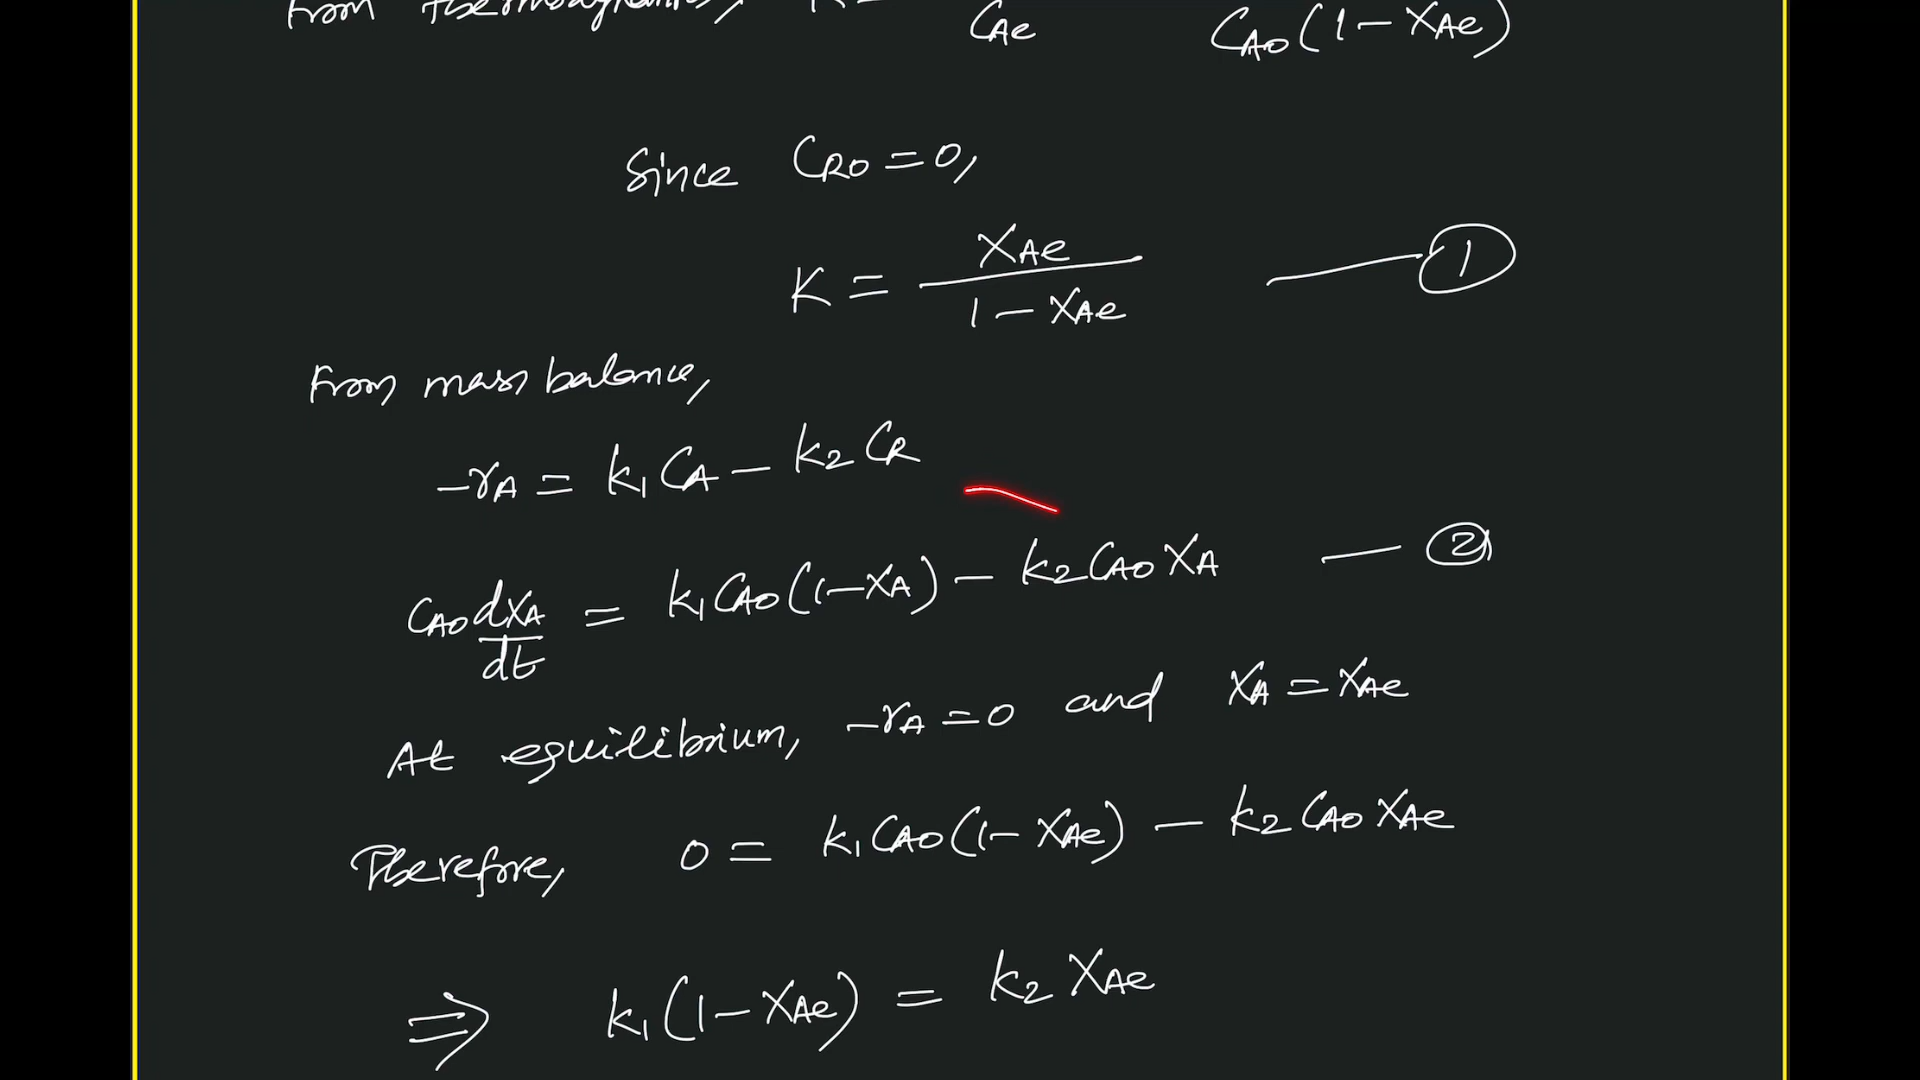 From thermodynamics, K = CAe CA0(1-XAe)
Since CR0 = 0,
K = XAe / 1-XAe — 1
From mass balance,
-rA = k1CA - k2CR
CA0 dXA/dt = k1CA0(1-XA) - k2CA0XA — 2
At equilibrium, -rA = 0 and XA = XAe
Therefore, 0 = k1CA0(1-XAe) - k2CA0XAe
⇒ k1(1-XAe) = k2XAe